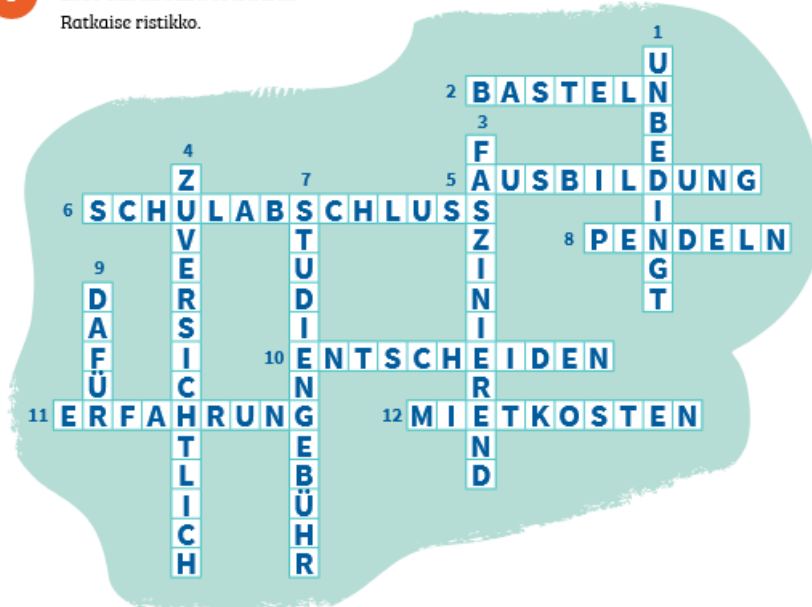 Ratkaise ristikko.
1 UNBEDINGT
2 BASTELN
3 FASZINIEREND
4 ZUVERSICHTLICH
5 AUSBILDUNG
6 SCHULABSCHLUSS
7 STUDIENGEBÜHR
8 PENDELN
9 DAFÜR
10 ENTSCHEIDEN
11 ERFAHRUNG
12 MIETKOSTEN